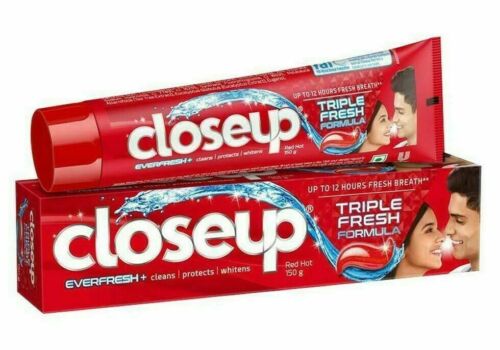 closeup
EVERFRESH+ cleans | protects | whitens
Red Hot
150 g
UP TO 12 HOURS FRESH BREATH**
TRIPLE
FRESH
FORMULA
closeup
EVERFRESH+ cleans | protects | whitens
Red Hot
150 g
UP TO 12 HOURS FRESH BREATH**
TRIPLE
FRESH
FORMULA